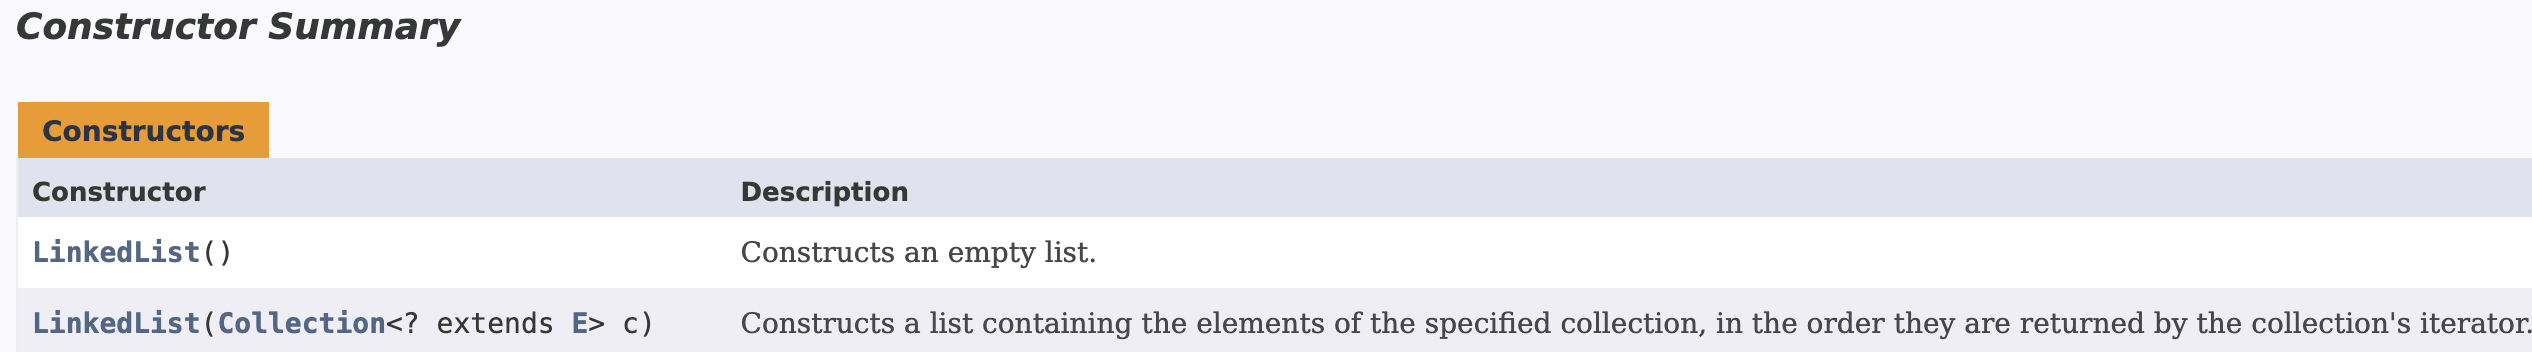 Constructor Summary
Constructors
Constructor Description
LinkedList() Constructs an empty list.
LinkedList(Collection<? extends E> c) Constructs a list containing the elements of the specified collection, in the order they are returned by the collection's iterator.